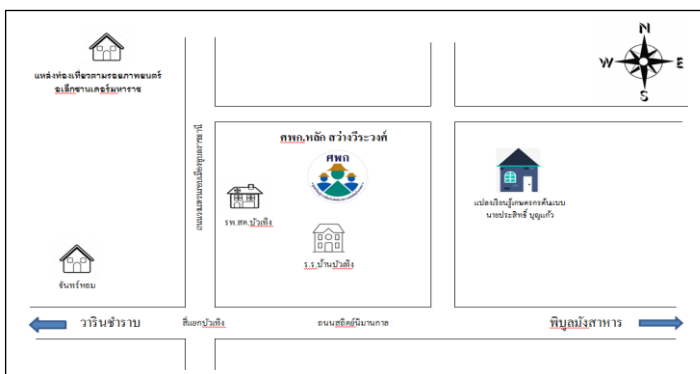 N
W E
S
แหล่งท่องเที่ยวตามรอยภาพยนตร์
อเล็กซานเดอร์มหาราช
ศพก.หลัก สว่างวีระวงศ์
ศพก
รพ.สต.บัวเทิง
ร.ร.บ้านบัวเทิง
แปลงเรียนรู้เกษตรกรต้นแบบ
นายประสิทธิ์ บุญแก้ว
จันทร์หอม
วารินชำราบ
สี่แยกบัวเทิง
ถนนสถิตย์นิมานกาล
พิบูลมังสาหาร